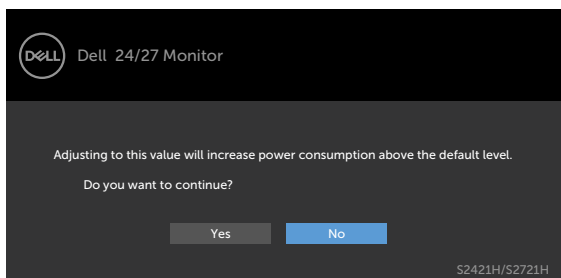 DELL Dell 24/27 Monitor
Adjusting to this value will increase power consumption above the default level.
Do you want to continue?
Yes No
S2421H/S2721H